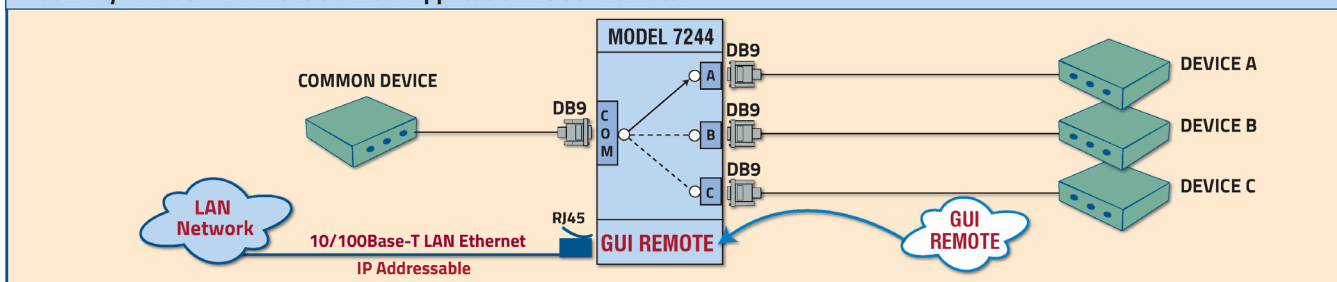 MODEL 7244
COMMON DEVICE
DB9
C
O
M
A
B
C
DB9
DB9
DB9
DEVICE A
DEVICE B
DEVICE C
LAN
Network
RJ45
10/100Base-T LAN Ethernet
IP Addressable
GUI REMOTE
GUI
REMOTE